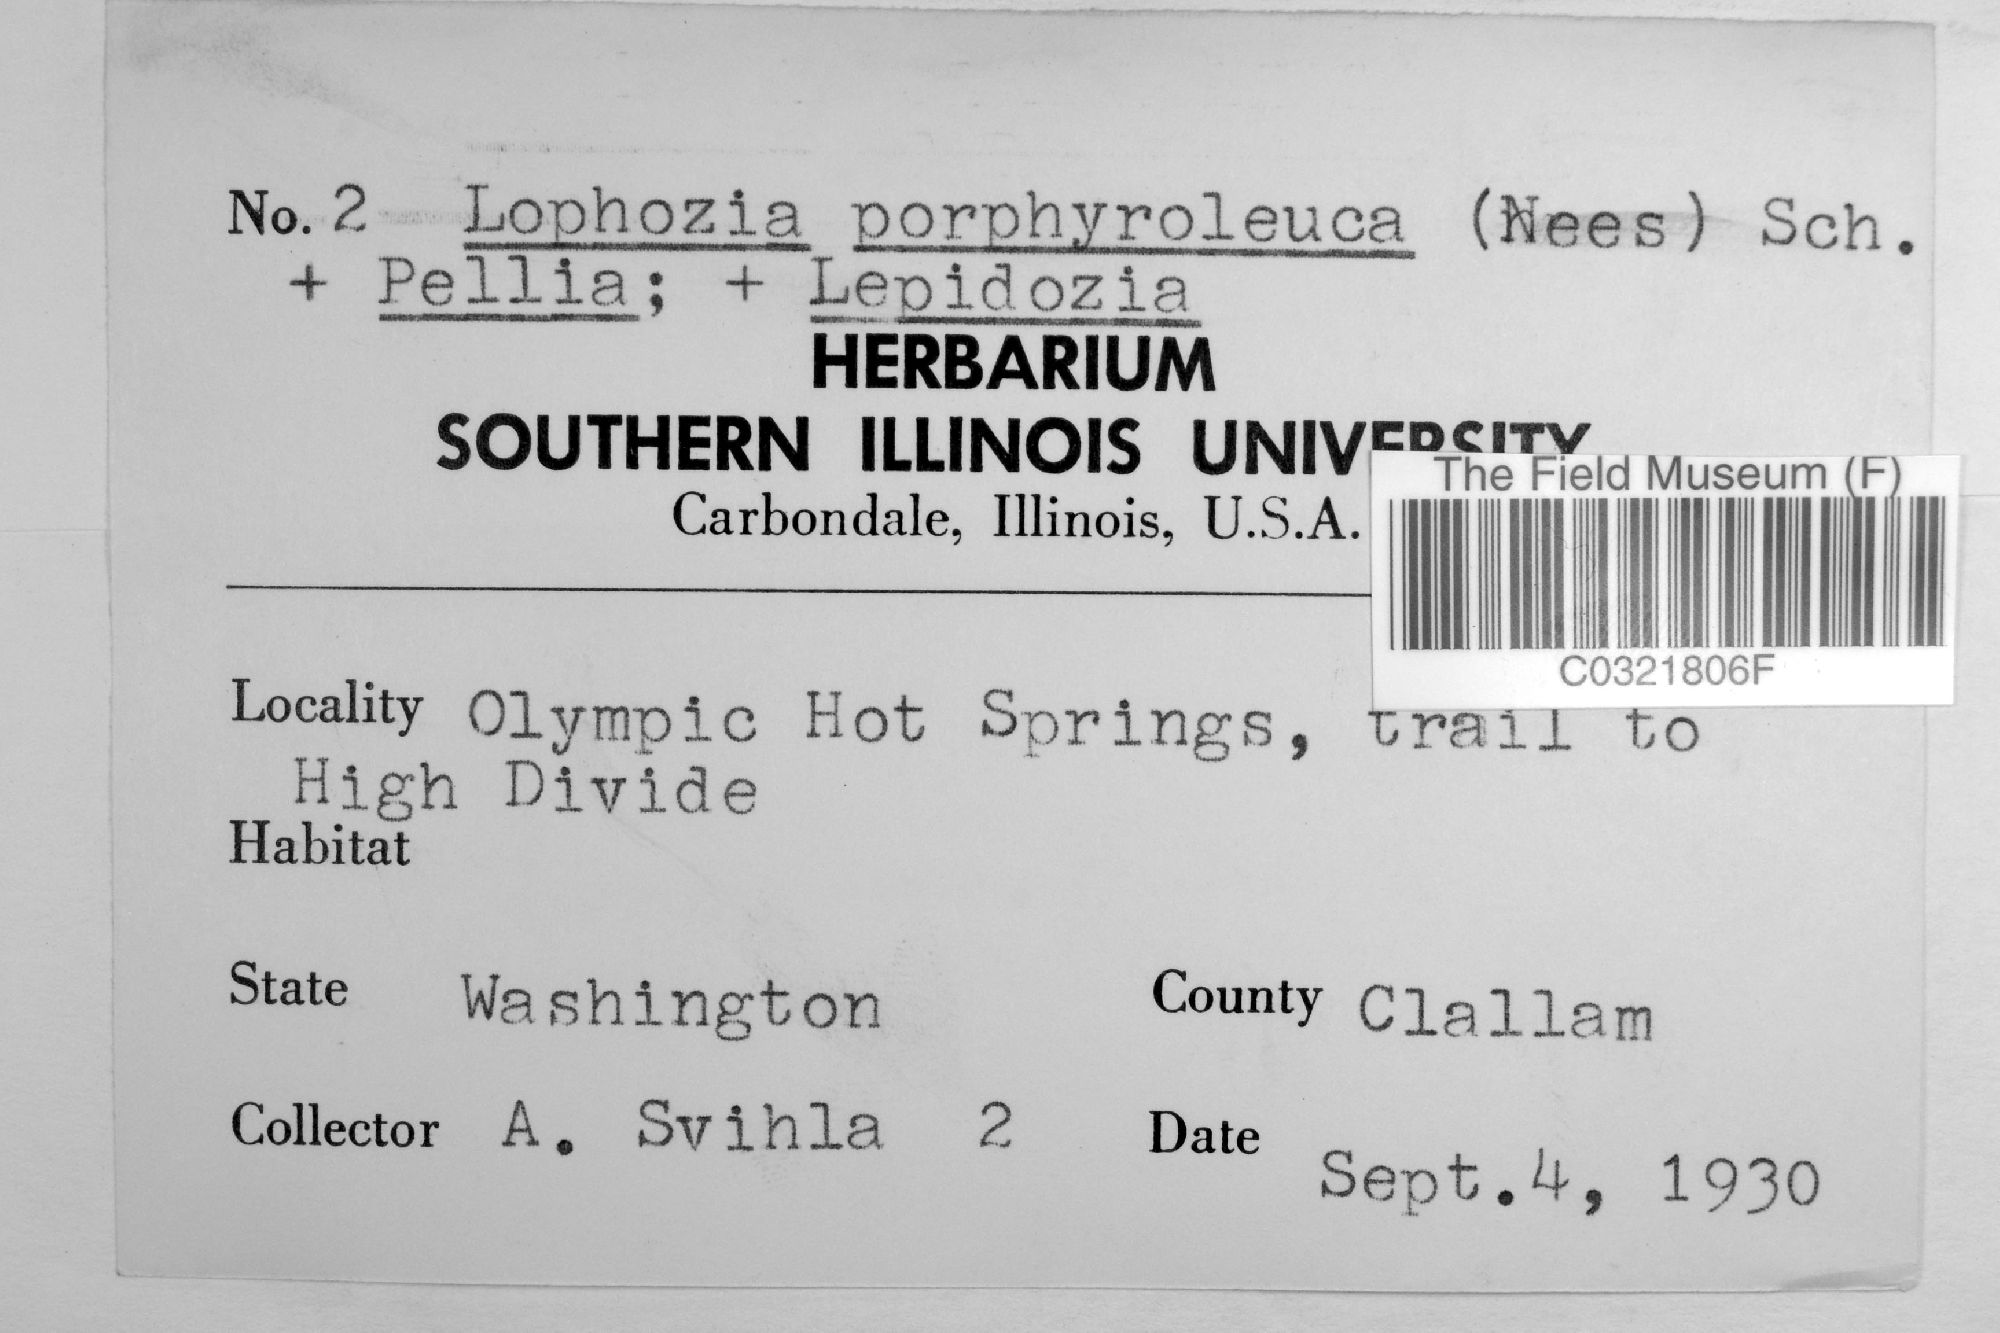 No. 2 Lophozia porphyroleuca (Nees) Sch.
+ Pellia; + Lepidozia
HERBARIUM
SOUTHERN ILLINOIS UNIVERSITY
Carbondale, Illinois, U.S.A.
The Field Museum (F)
C0321806F
Locality Olympic Hot Springs, trail to
High Divide
Habitat
State Washington County Clallam
Collector A. Svihla 2 Date Sept.4, 1930